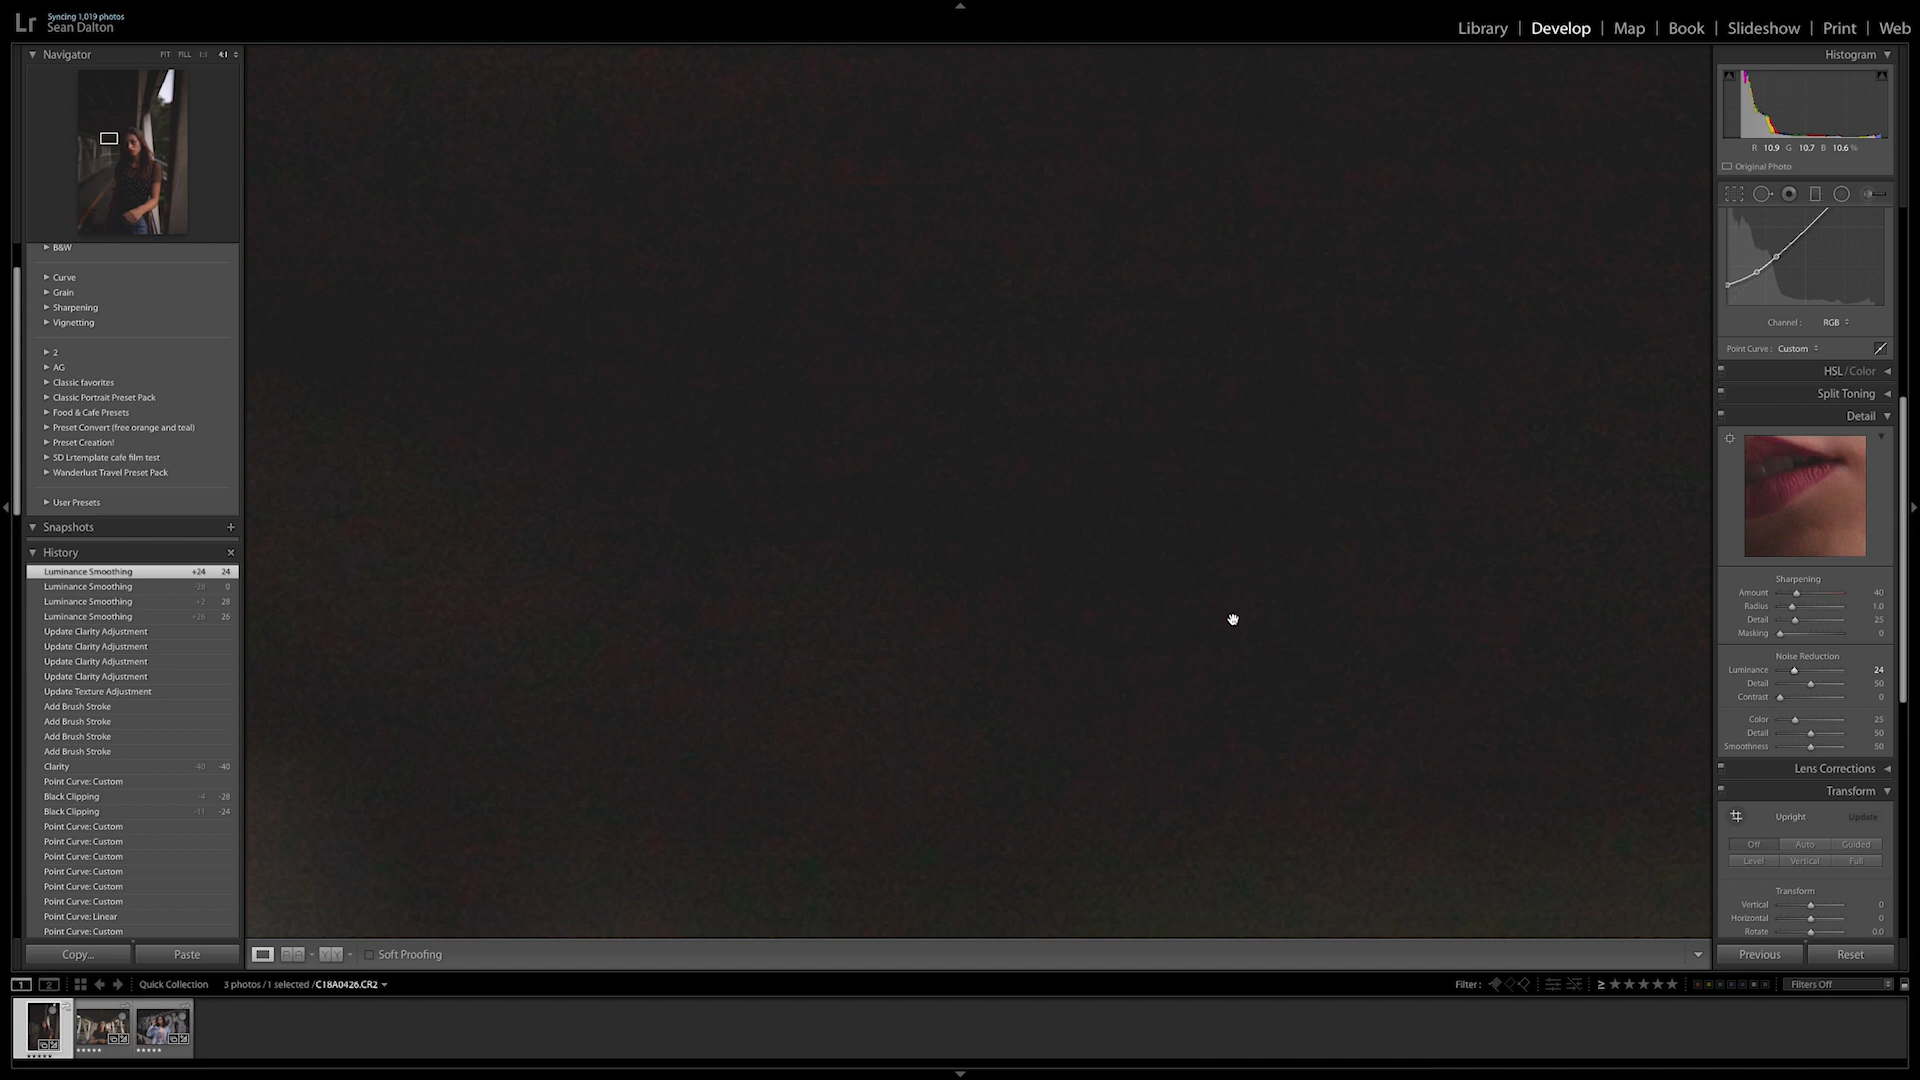 Lr Syncing 1,019 photos
Sean Dalton
Library | Develop | Map | Book | Slideshow | Print | Web
Navigator FIT FILL 1:1 4:1
B&W
Curve
Grain
Sharpening
Vignetting
2
AG
Classic favorites
Classic Portrait Preset Pack
Food & Cafe Presets
Preset Convert (free orange and teal)
Preset Creation!
SD Lrtemplate cafe film test
Wanderlust Travel Preset Pack
User Presets
Snapshots +
History ×
Luminance Smoothing +24 24
Luminance Smoothing -28 0
Luminance Smoothing +2 28
Luminance Smoothing +26 26
Update Clarity Adjustment
Update Clarity Adjustment
Update Clarity Adjustment
Update Clarity Adjustment
Update Texture Adjustment
Add Brush Stroke
Add Brush Stroke
Add Brush Stroke
Add Brush Stroke
Clarity -40 -40
Point Curve: Custom
Black Clipping -4 -28
Black Clipping -11 -24
Point Curve: Custom
Point Curve: Custom
Point Curve: Custom
Point Curve: Custom
Point Curve: Custom
Point Curve: Custom
Point Curve: Linear
Point Curve: Custom
Copy... Paste
Soft Proofing
Histogram
R 10.9 G 10.7 B 10.6 %
Original Photo
Channel : RGB
Point Curve : Custom
HSL / Color
Split Toning
Detail
Sharpening
Amount 40
Radius 1.0
Detail 25
Masking 0
Noise Reduction
Luminance 24
Detail 50
Contrast 0
Color 25
Detail 50
Smoothness 50
Lens Corrections
Transform
Upright Update
Off Auto Guided
Level Vertical Full
Transform
Vertical 0
Horizontal 0
Rotate 0.0
Previous Reset
1 2 Quick Collection 3 photos / 1 selected / C18A0426.CR2 Filter : ≥ ★★★★★ Filters Off